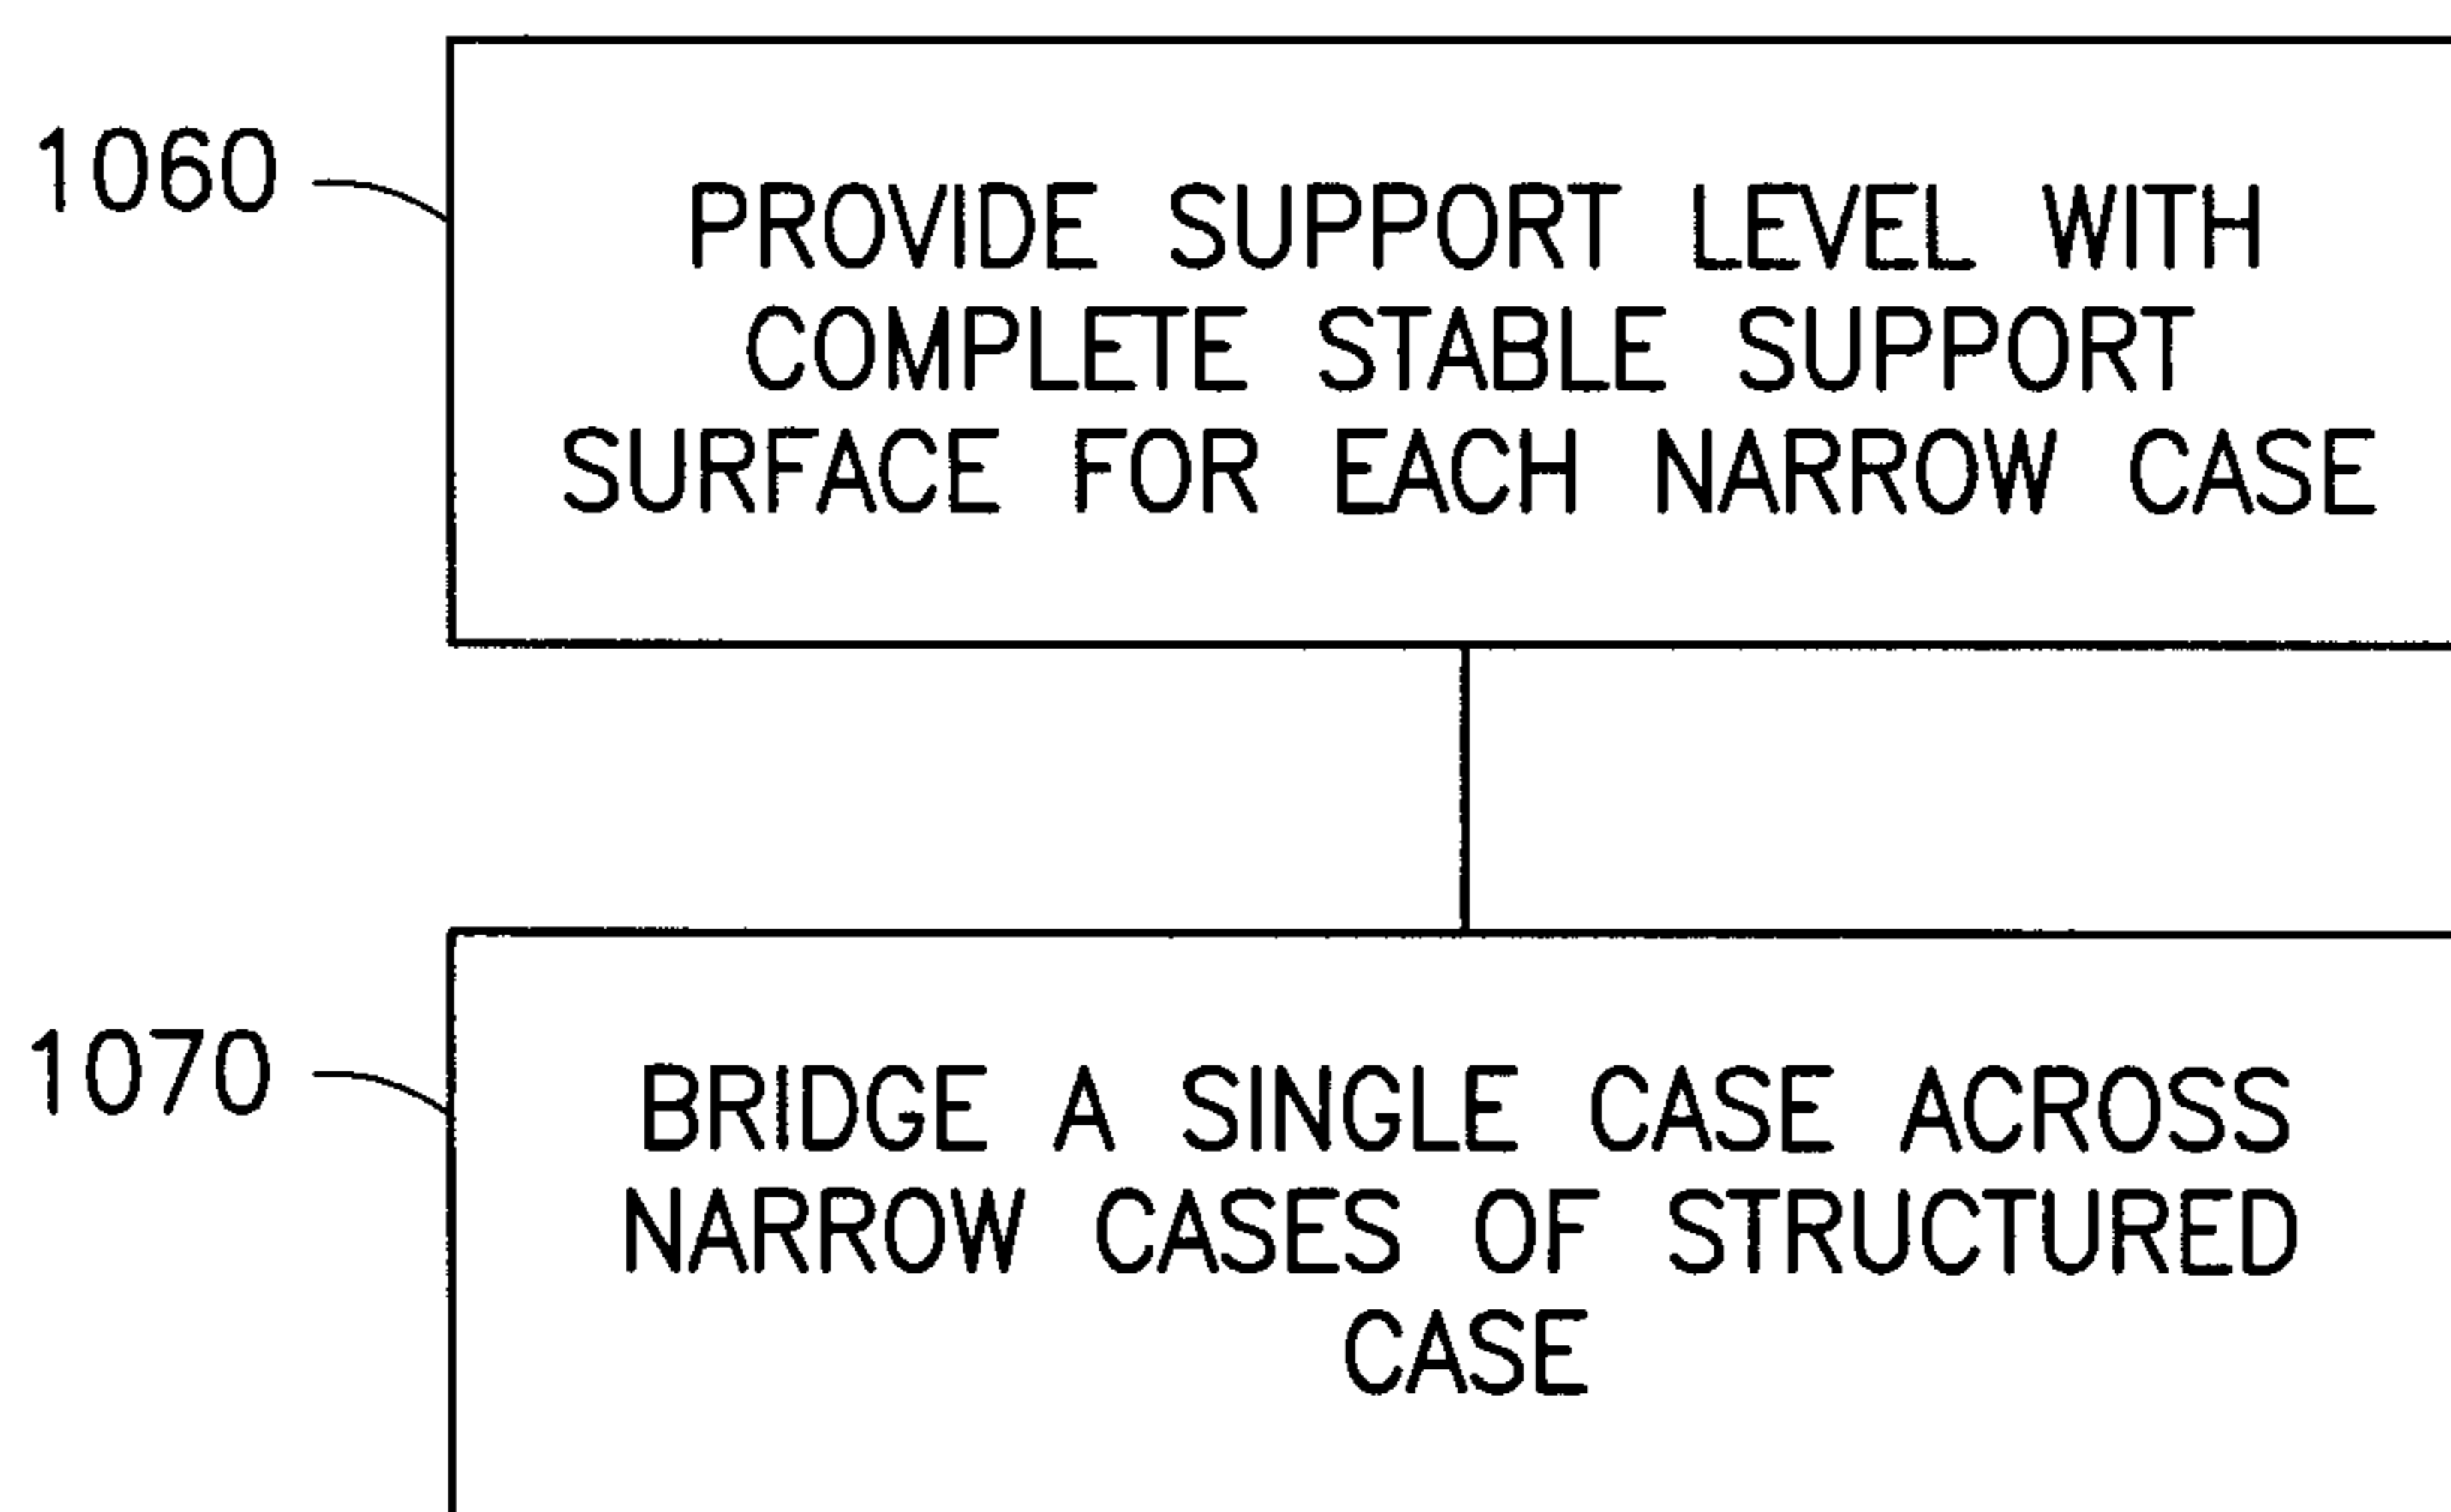 1060
PROVIDE SUPPORT LEVEL WITH
COMPLETE STABLE SUPPORT
SURFACE FOR EACH NARROW CASE
1070
BRIDGE A SINGLE CASE ACROSS
NARROW CASES OF STRUCTURED
CASE